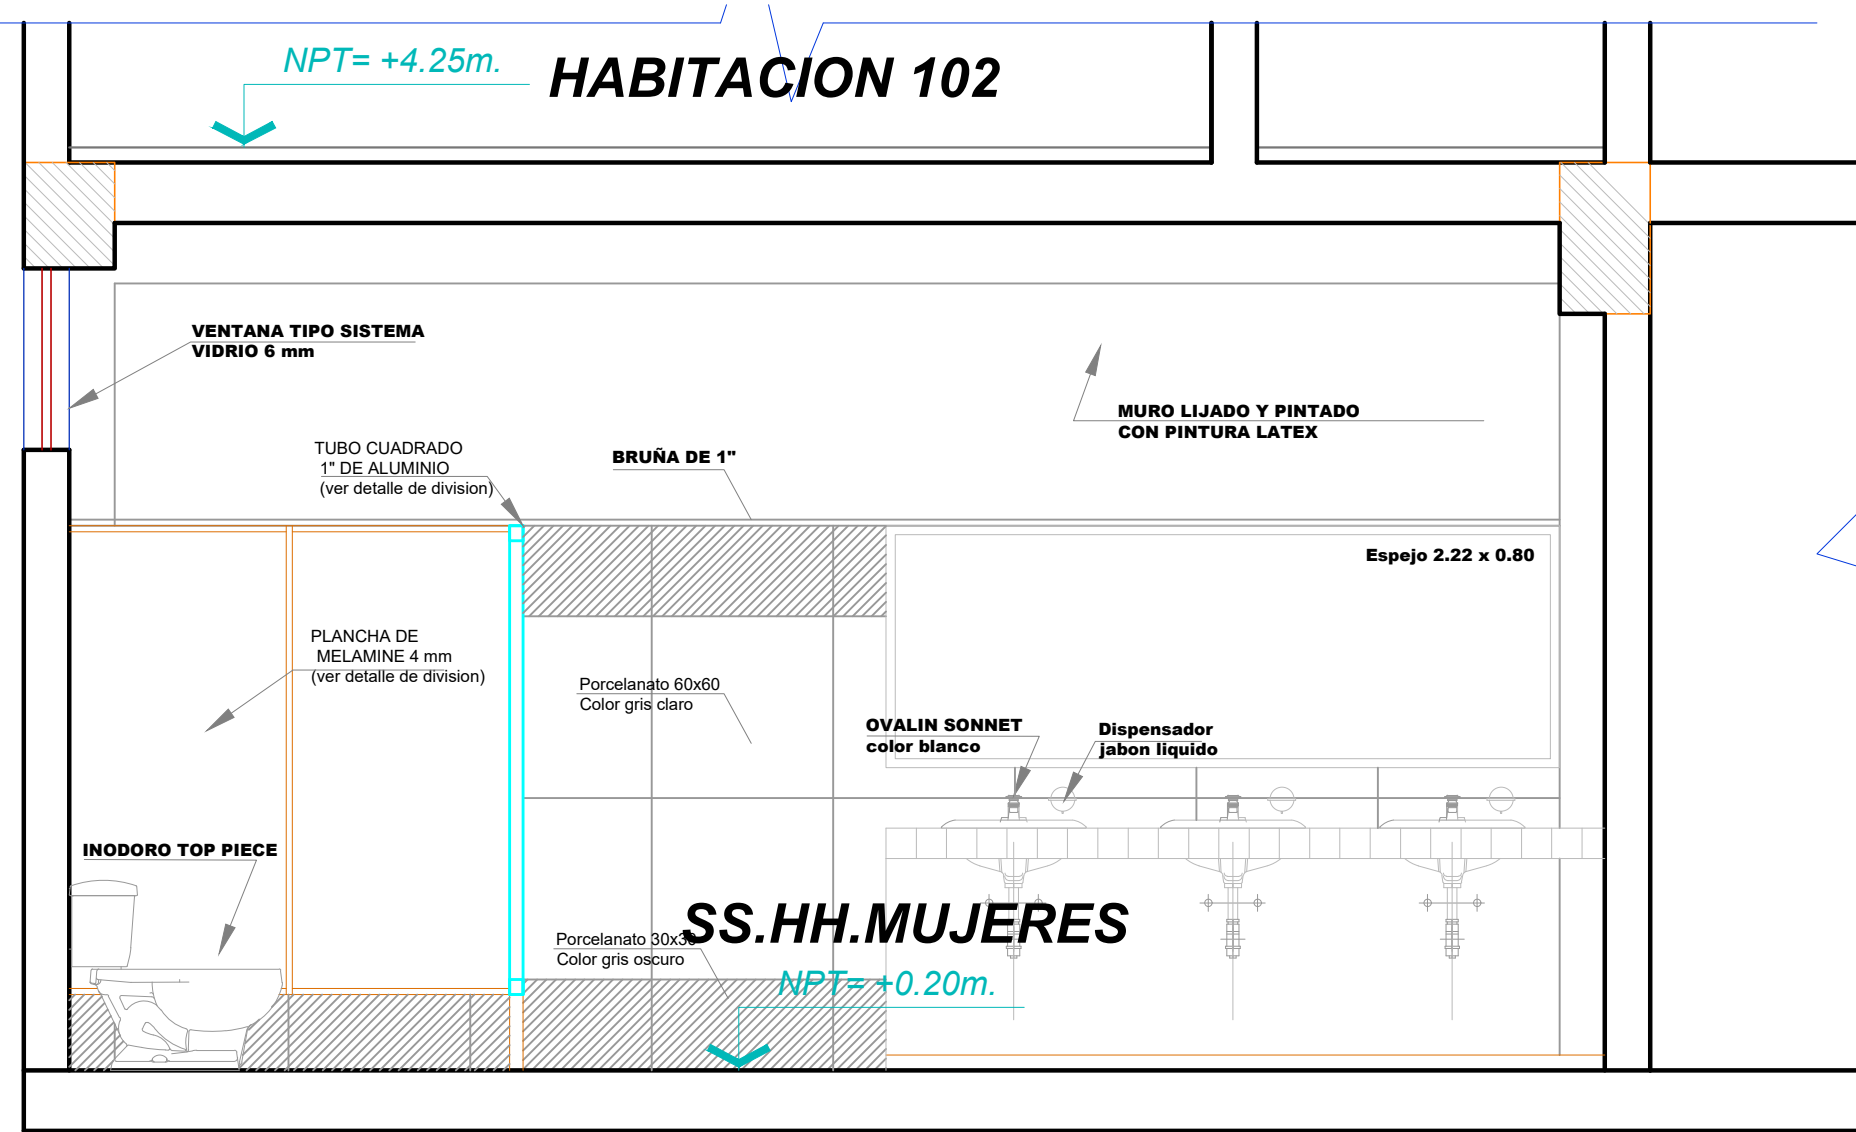 NPT= +4.25m.
HABITACION 102
VENTANA TIPO SISTEMA
VIDRIO 6 mm
MURO LIJADO Y PINTADO
CON PINTURA LATEX
TUBO CUADRADO
1" DE ALUMINIO
(ver detalle de division)
BRUÑA DE 1"
Espejo 2.22 x 0.80
PLANCHA DE
MELAMINE 4 mm
(ver detalle de division)
Porcelanato 60x60
Color gris claro
OVALIN SONNET
color blanco
Dispensador
jabon liquido
INODORO TOP PIECE
SS.HH.MUJERES
Porcelanato 30x30
Color gris oscuro
NPT= +0.20m.